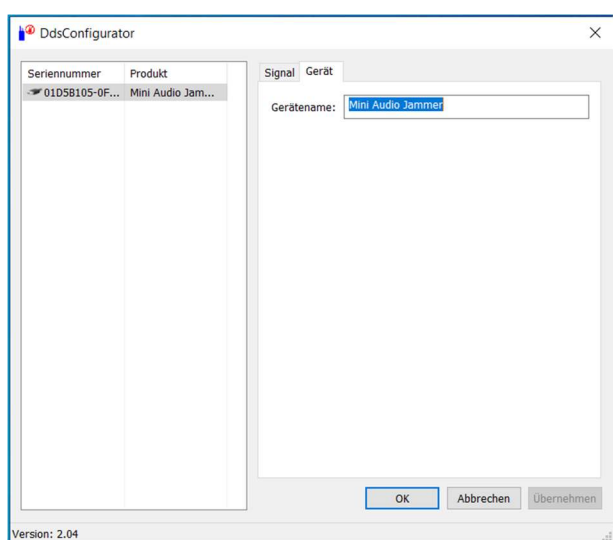 DdsConfigurator
Seriennummer Produkt
01D5B105-0F... Mini Audio Jam...
Signal Gerät
Gerätename: Mini Audio Jammer
OK Abbrechen Übernehmen
Version: 2.04